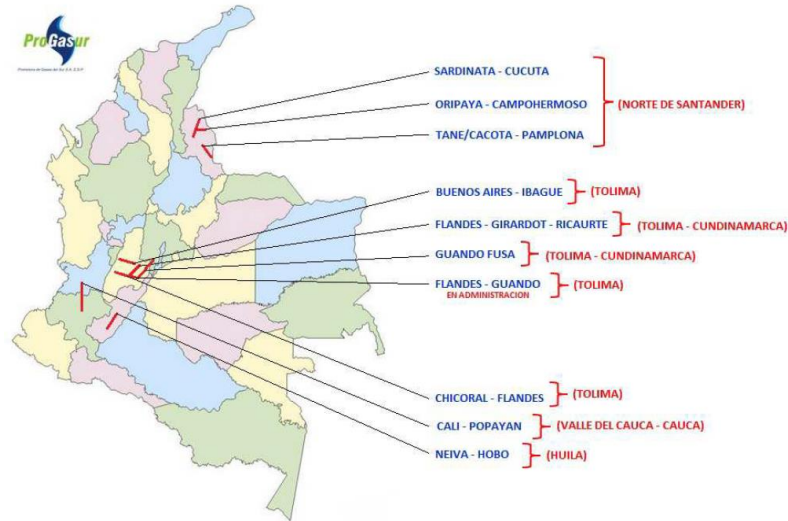 ProGasur
Promotora de Gases del Sur S.A. E.S.P.
SARDINATA - CUCUTA
ORIPAYA - CAMPOHERMOSO
(NORTE DE SANTANDER)
TANE/CACOTA - PAMPLONA
BUENOS AIRES - IBAGUE
(TOLIMA)
FLANDES - GIRARDOT - RICAURTE
(TOLIMA - CUNDINAMARCA)
GUANDO FUSA
(TOLIMA - CUNDINAMARCA)
FLANDES - GUANDO
EN ADMINISTRACION
(TOLIMA)
CHICORAL - FLANDES
(TOLIMA)
CALI - POPAYAN
(VALLE DEL CAUCA - CAUCA)
NEIVA - HOBO
(HUILA)